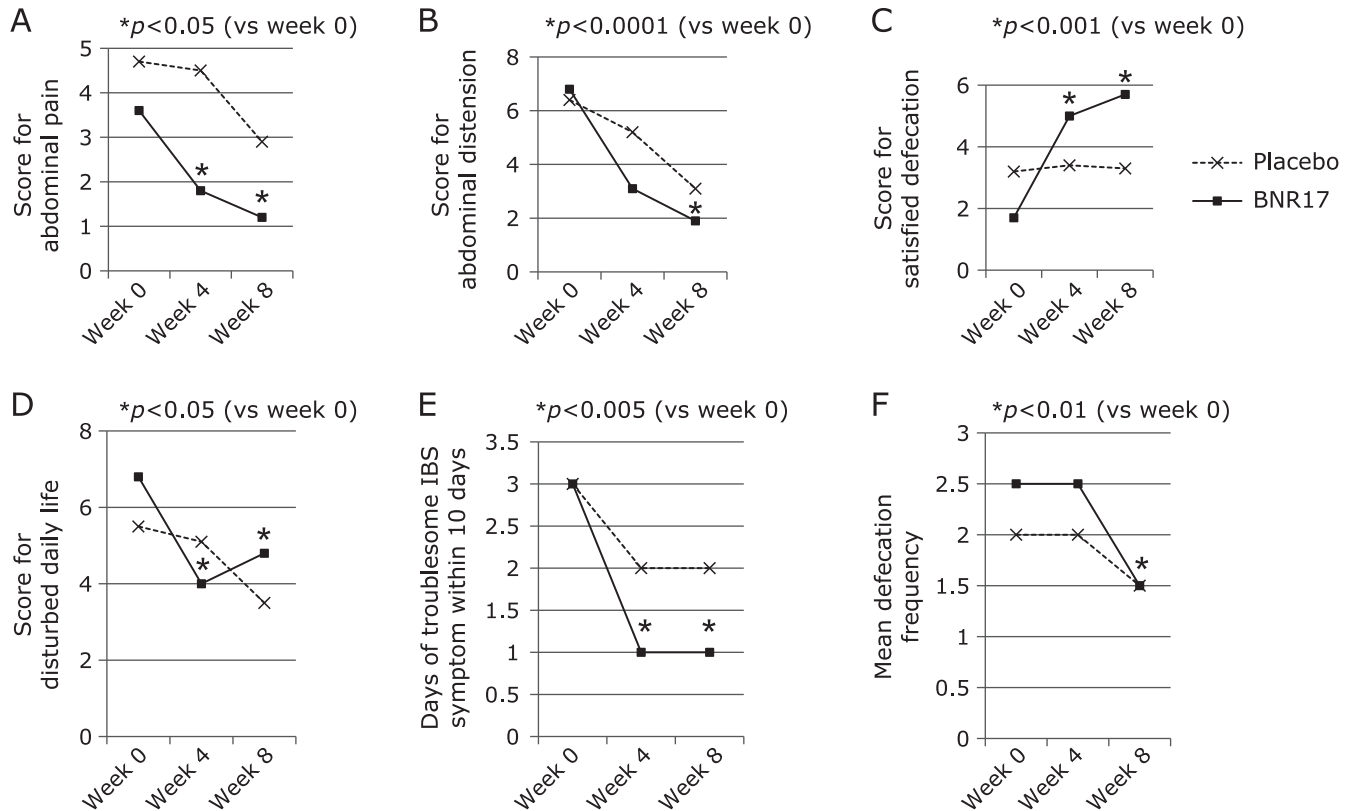 A
*p<0.05 (vs week 0)
Score for
abdominal pain
5
4
3
2
1
0
*
*
Week 0
Week 4
Week 8
B
*p<0.0001 (vs week 0)
Score for
abdominal distension
8
6
4
2
0
*
Week 0
Week 4
Week 8
C
*p<0.001 (vs week 0)
Score for
satisfied defecation
6
4
2
0
*
*
Week 0
Week 4
Week 8
Placebo
BNR17
D
*p<0.05 (vs week 0)
Score for
disturbed daily life
8
6
4
2
0
*
*
Week 0
Week 4
Week 8
E
*p<0.005 (vs week 0)
Days of troublesome IBS
symptom within 10 days
3.5
3
2.5
2
1.5
1
0.5
0
*
*
Week 0
Week 4
Week 8
F
*p<0.01 (vs week 0)
Mean defecation
frequency
3
2.5
2
1.5
1
0.5
0
*
Week 0
Week 4
Week 8